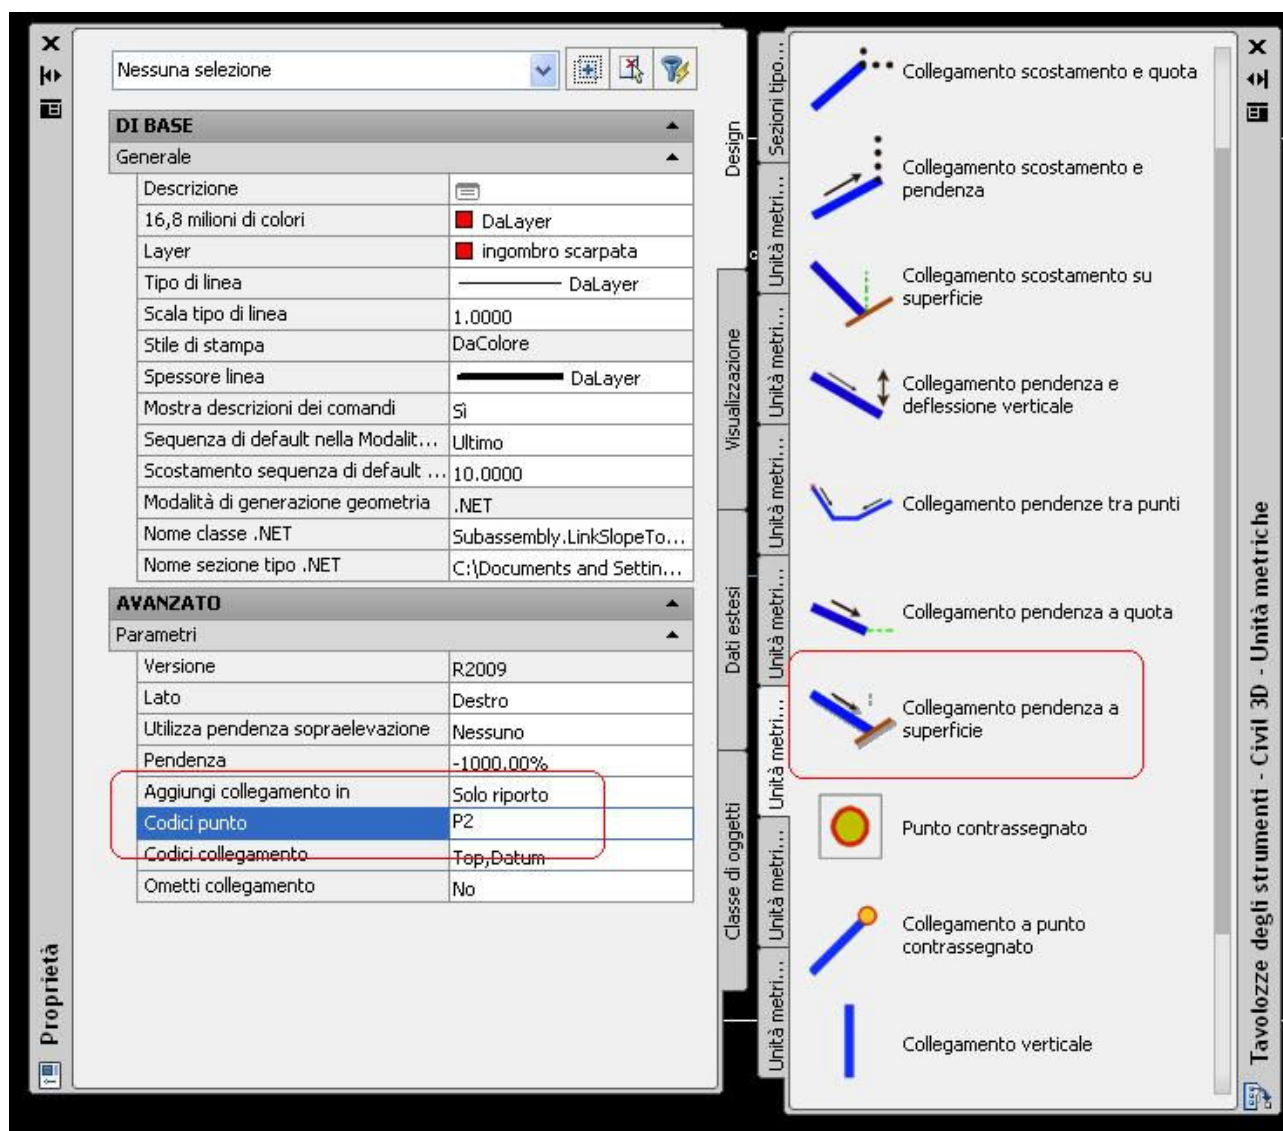 Nessuna selezione
DI BASE
Generale
Descrizione
16,8 milioni di colori DaLayer
Layer ingombro scarpata
Tipo di linea DaLayer
Scala tipo di linea 1.0000
Stile di stampa DaColore
Spessore linea DaLayer
Mostra descrizioni dei comandi Sì
Sequenza di default nella Modalit... Ultimo
Scostamento sequenza di default ... 10.0000
Modalità di generazione geometria .NET
Nome classe .NET Subassembly.LinkSlopeTo...
Nome sezione tipo .NET C:\Documents and Settin...
AVANZATO
Parametri
Versione R2009
Lato Destro
Utilizza pendenza sopraelevazione Nessuno
Pendenza -1000.00%
Aggiungi collegamento in Solo riporto
Codici punto P2
Codici collegamento Top,Datum
Ometti collegamento No
Proprietà
Design
Visualizzazione
Dati estesi
Classe di oggetti
Sezioni tipo...
Unità metri...
Unità metri...
Unità metri...
Unità metri...
Unità metri...
Unità metri...
Unità metri...
Collegamento scostamento e quota
Collegamento scostamento e
pendenza
Collegamento scostamento su
superficie
Collegamento pendenza e
deflessione verticale
Collegamento pendenze tra punti
Collegamento pendenza a quota
Collegamento pendenza a
superficie
Punto contrassegnato
Collegamento a punto
contrassegnato
Collegamento verticale
Tavolozze degli strumenti - Civil 3D - Unità metriche